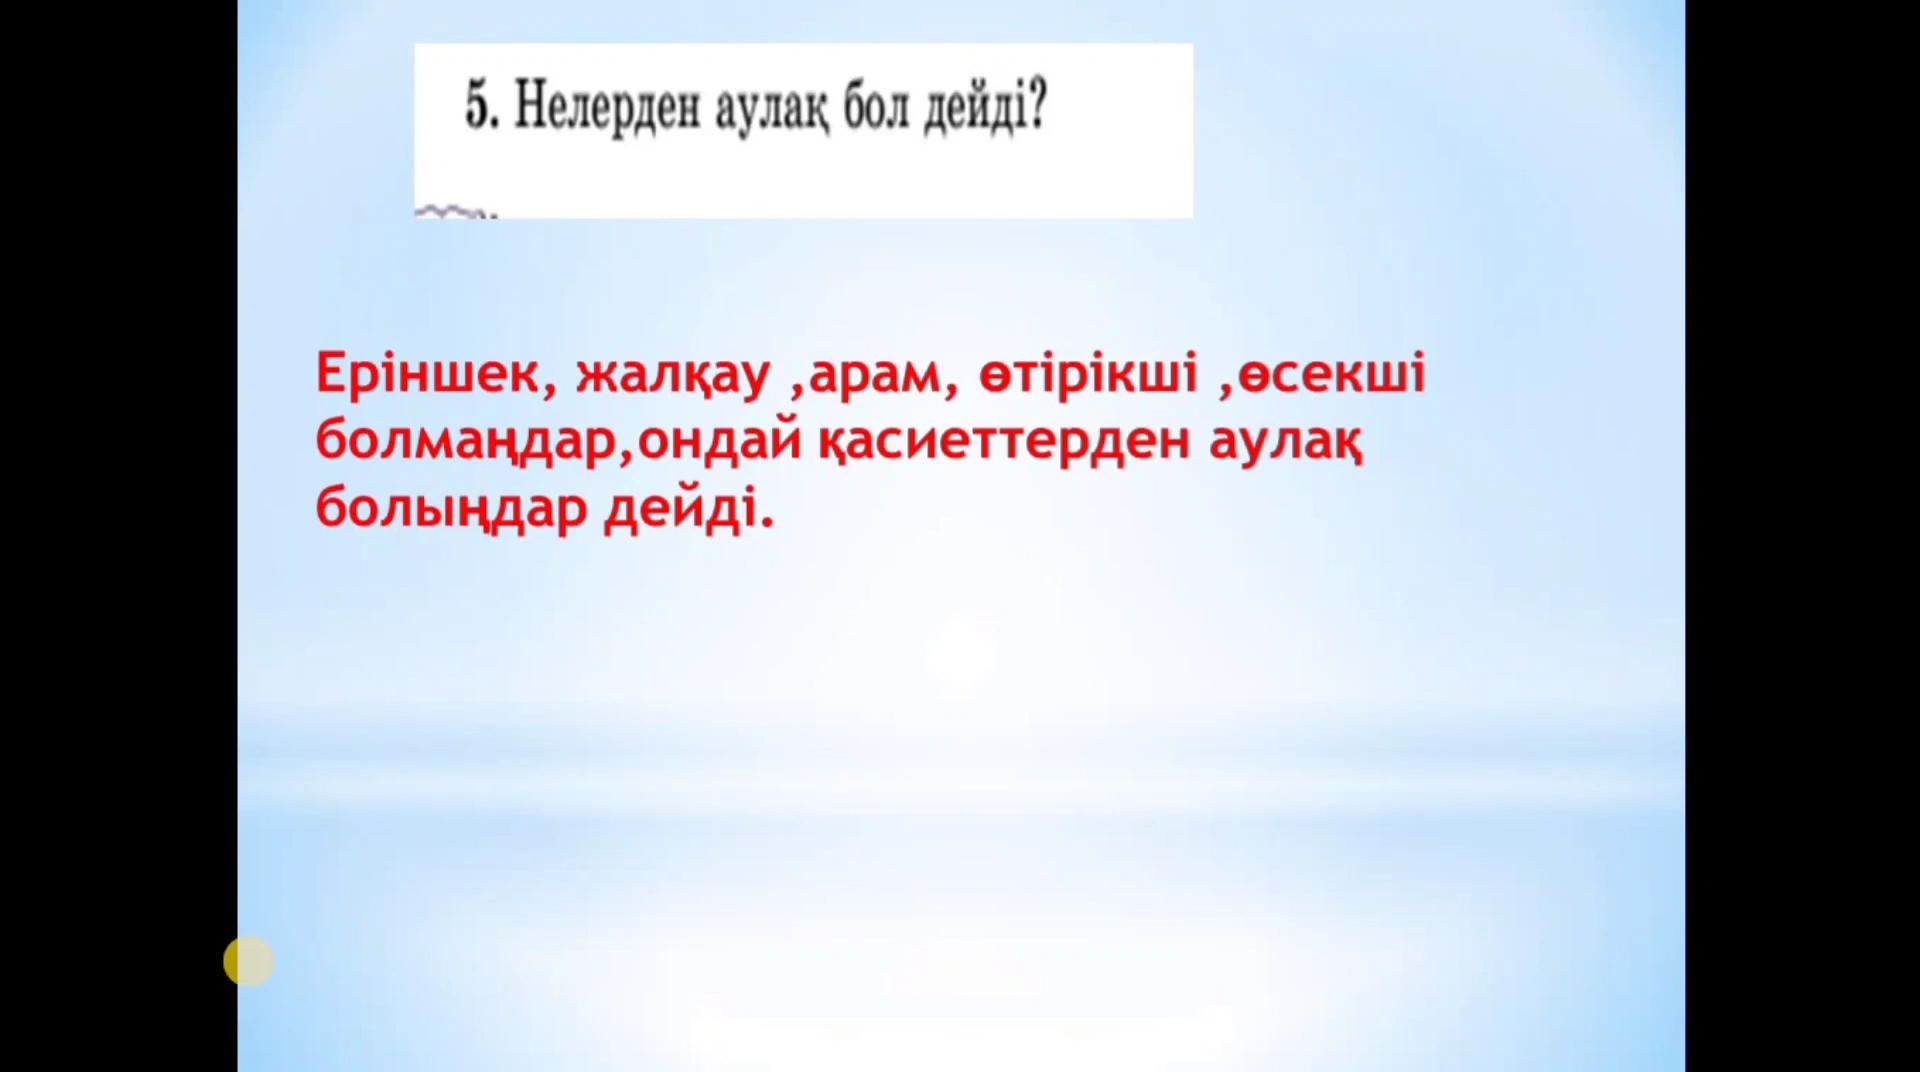 5. Нелерден аулақ бол дейді?
Еріншек, жалқау ,арам, өтірікші ,өсекші
болмаңдар,ондай қасиеттерден аулақ
болыңдар дейді.